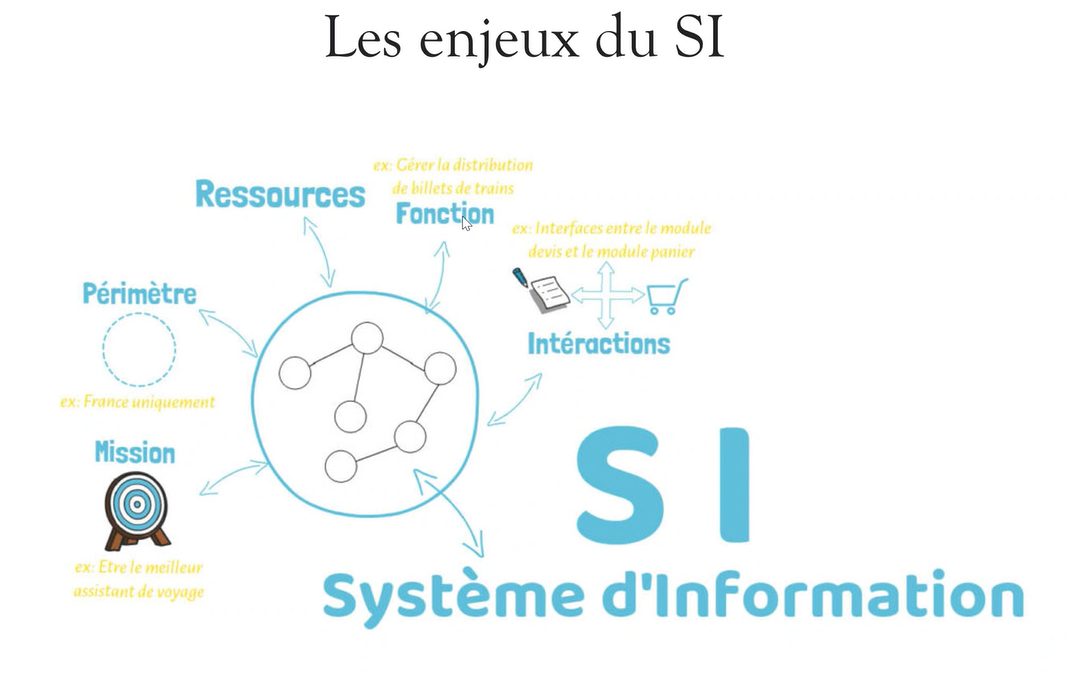 Les enjeux du SI
ex: Gérer la distribution
de billets de trains
Ressources
Fonction
ex: Interfaces entre le module
devis et le module panier
Périmètre
Intéractions
ex: France uniquement
Mission
S I
ex: Etre le meilleur
assistant de voyage
Système d'Information